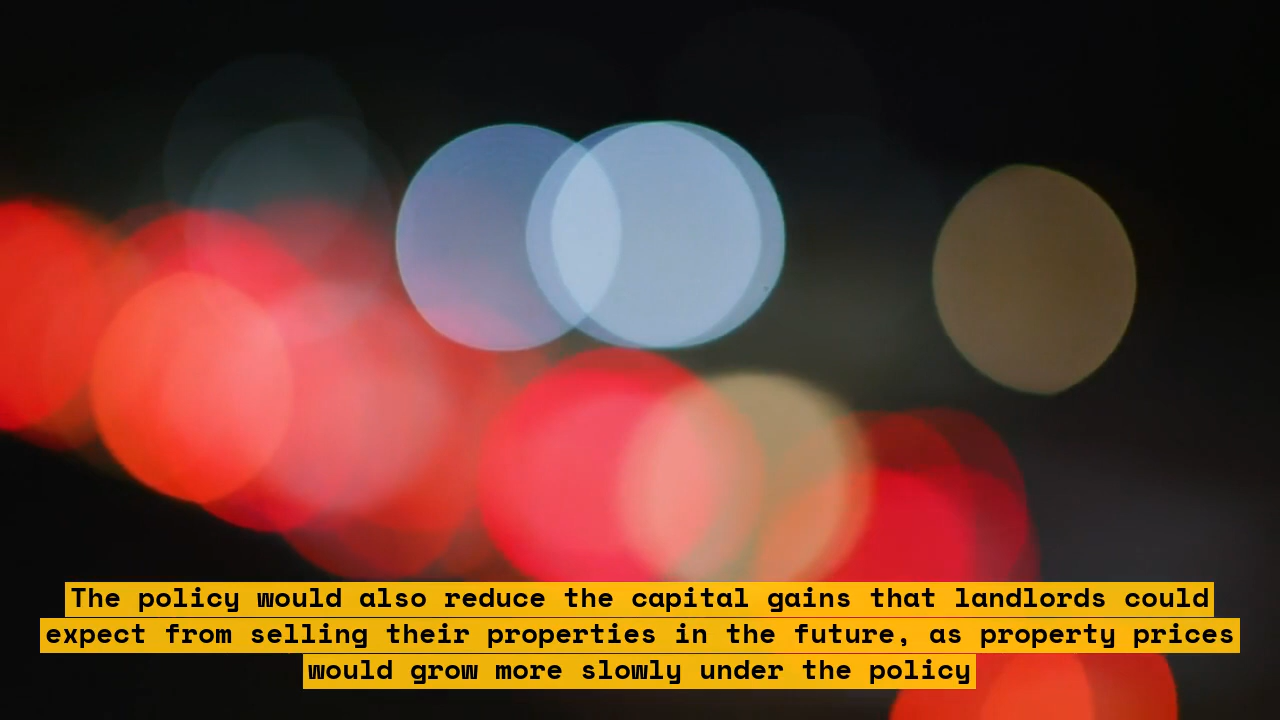 The policy would also reduce the capital gains that landlords could
expect from selling their properties in the future, as property prices
would grow more slowly under the policy